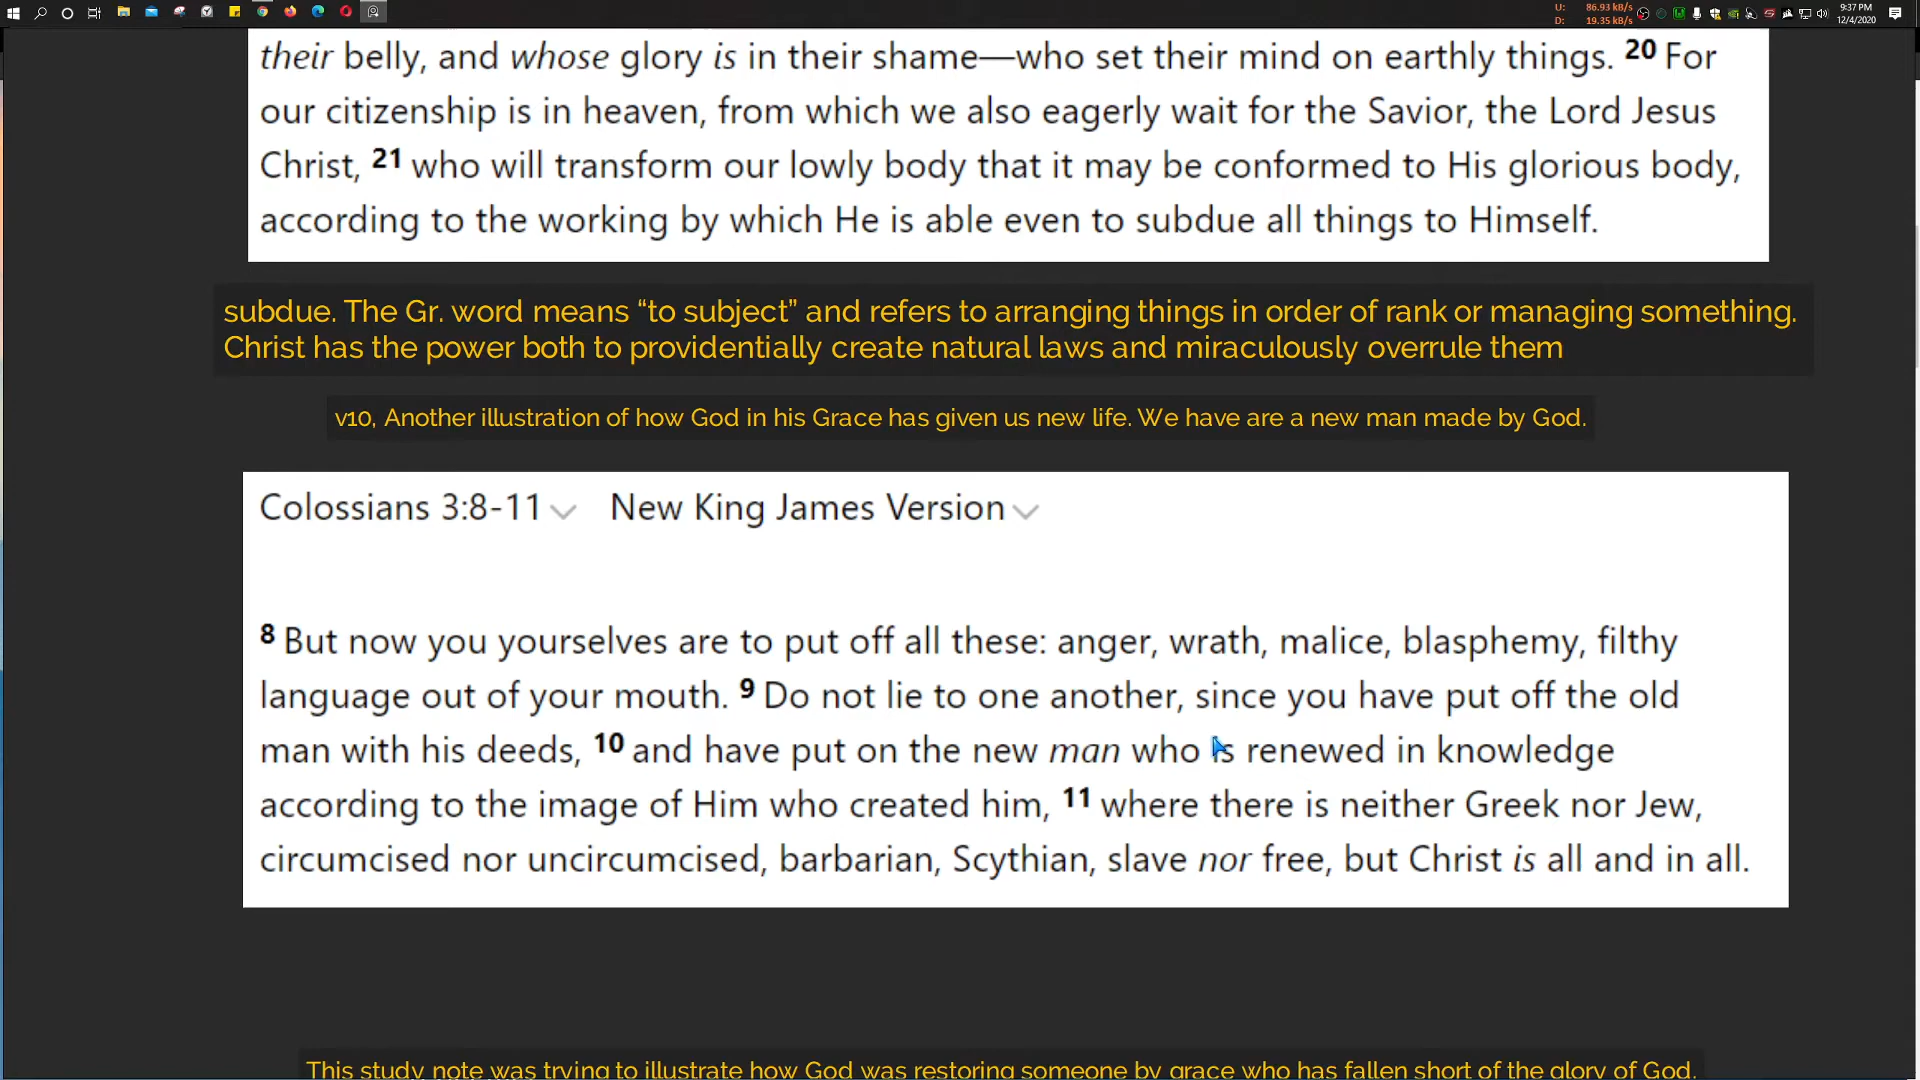 U: 86.93 kB/s
D: 19.35 kB/s
9:37 PM
12/4/2020
their belly, and whose glory is in their shame—who set their mind on earthly things. 20 For
our citizenship is in heaven, from which we also eagerly wait for the Savior, the Lord Jesus
Christ, 21 who will transform our lowly body that it may be conformed to His glorious body,
according to the working by which He is able even to subdue all things to Himself.
subdue. The Gr. word means “to subject” and refers to arranging things in order of rank or managing something.
Christ has the power both to providentially create natural laws and miraculously overrule them
v10, Another illustration of how God in his Grace has given us new life. We have are a new man made by God.
Colossians 3:8-11 New King James Version
8 But now you yourselves are to put off all these: anger, wrath, malice, blasphemy, filthy
language out of your mouth. 9 Do not lie to one another, since you have put off the old
man with his deeds, 10 and have put on the new man who is renewed in knowledge
according to the image of Him who created him, 11 where there is neither Greek nor Jew,
circumcised nor uncircumcised, barbarian, Scythian, slave nor free, but Christ is all and in all.
This study note was trying to illustrate how God was restoring someone by grace who has fallen short of the glory of God.